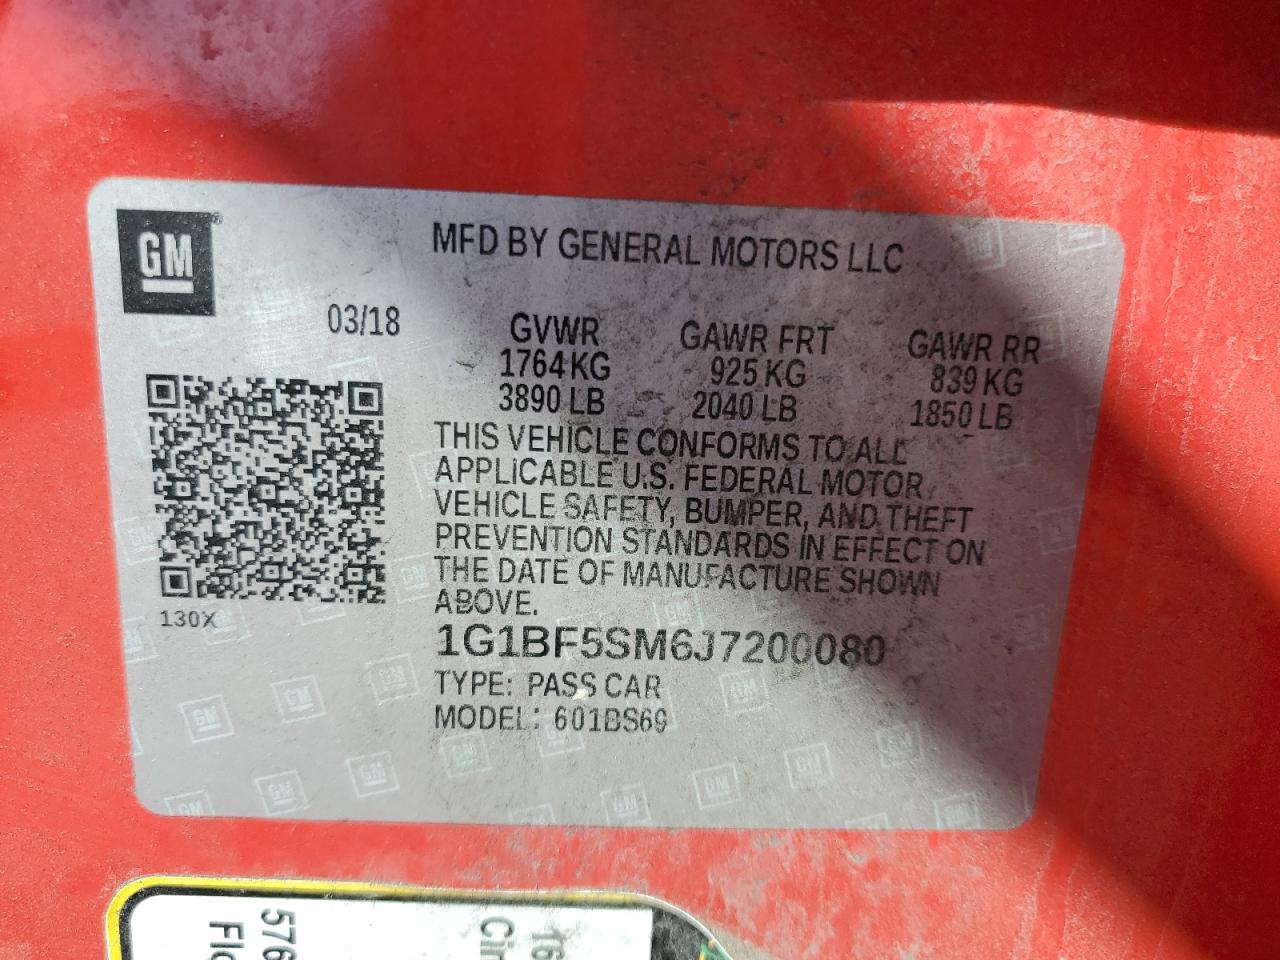 GM
MFD BY GENERAL MOTORS LLC
03/18
GVWR GAWR FRT GAWR RR
1764 KG 925 KG 839 KG
3890 LB 2040 LB 1850 LB
THIS VEHICLE CONFORMS TO ALL
APPLICABLE U.S. FEDERAL MOTOR
VEHICLE SAFETY, BUMPER, AND THEFT
PREVENTION STANDARDS IN EFFECT ON
THE DATE OF MANUFACTURE SHOWN
ABOVE.
130X
1G1BF5SM6J7200080
TYPE: PASS CAR
MODEL: 601BS69
576